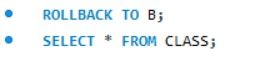 ROLLBACK TO B;
SELECT * FROM CLASS;